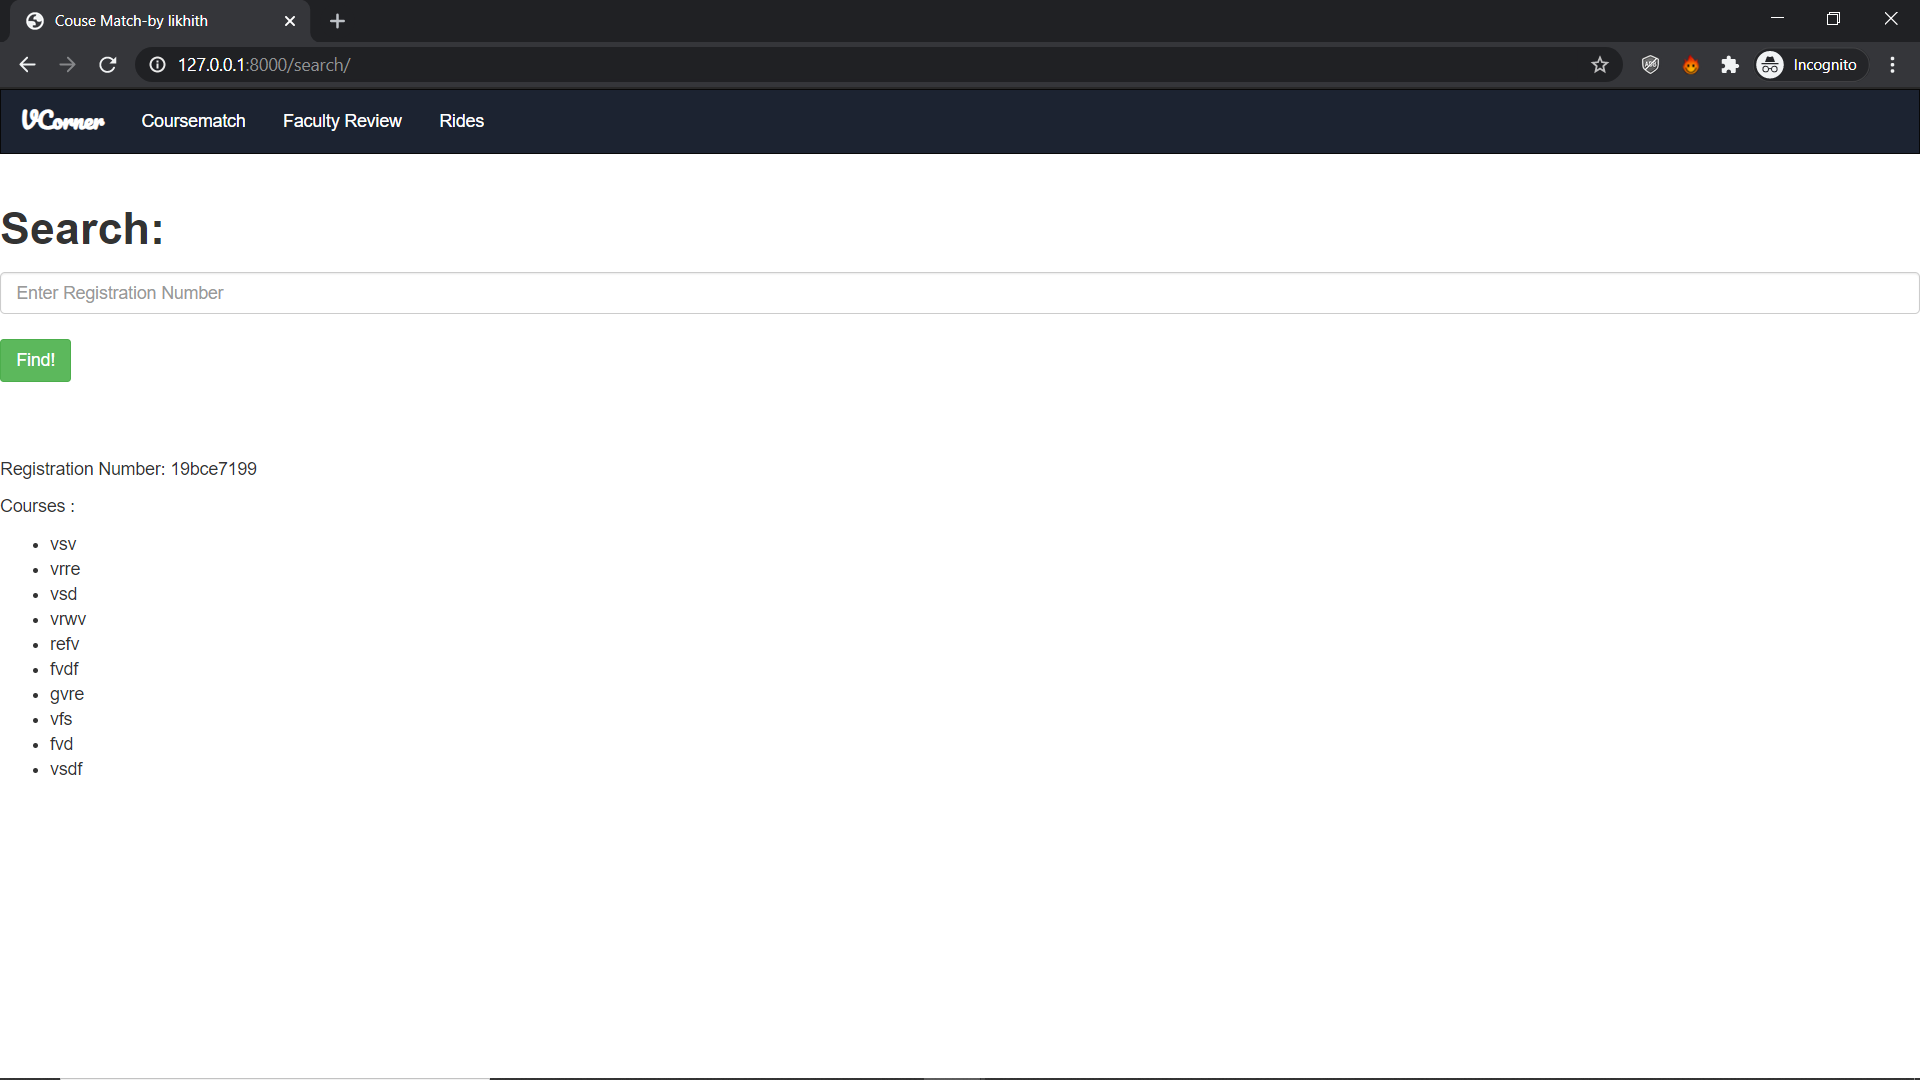 Couse Match-by likhith
127.0.0.1:8000/search/
Incognito
VCorner Coursematch Faculty Review Rides
Search:
Enter Registration Number
Find!
Registration Number: 19bce7199
Courses :
vsv
vrre
vsd
vrwv
refv
fvdf
gvre
vfs
fvd
vsdf